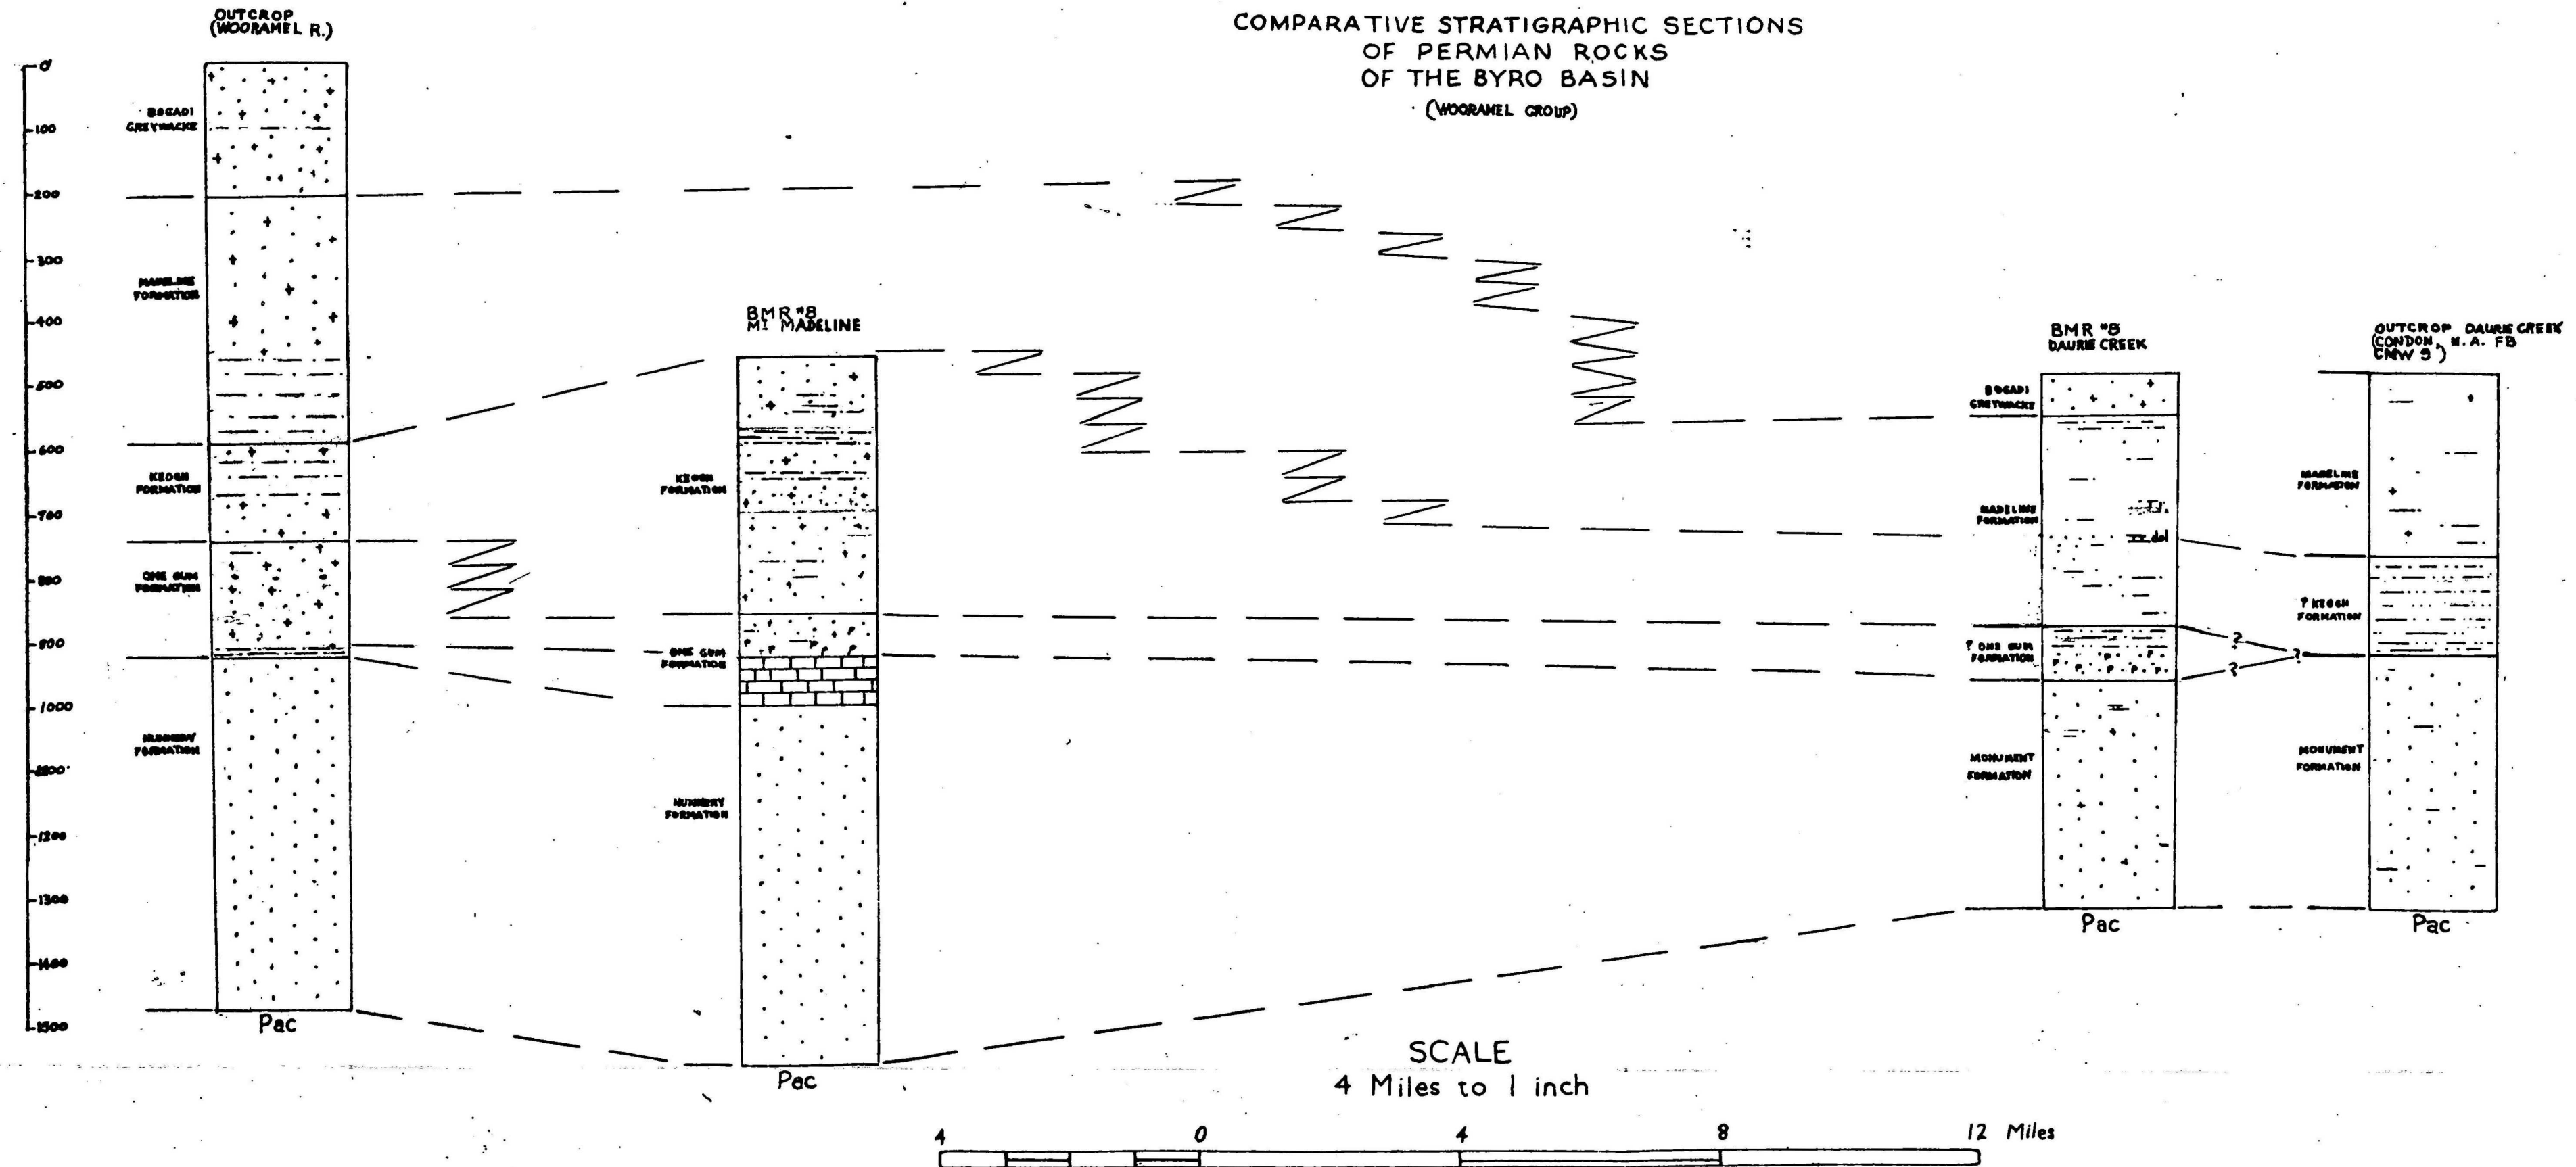 COMPARATIVE STRATIGRAPHIC SECTIONS
OF PERMIAN ROCKS
OF THE BYRO BASIN
(WOORAMEL GROUP)
OUTCROP
(WOORAMEL R.)
0'
100
200
300
400
500
600
700
800
900
1000
1200
1300
1400
1500
BOGADI
GREYWACKE
MADELINE
FORMATION
KEOGH
FORMATION
ONE GUM
FORMATION
NUNNERY
FORMATION
Pac
BMR #8
MT MADELINE
KEOGH
FORMATION
ONE GUM
FORMATION
NUNNERY
FORMATION
Pac
BMR #8
DAURIE CREEK
BOGADI
GREYWACKE
MADELINE
FORMATION
dol
? ONE GUM
FORMATION
MONUMENT
FORMATION
Pac
?
?
?
OUTCROP DAURIE CREEK
(CONDON, M. A. FB
CNW 9)
MADELINE
FORMATION
? KEOGH
FORMATION
MONUMENT
FORMATION
Pac
SCALE
4 Miles to 1 inch
4 0 4 8 12 Miles